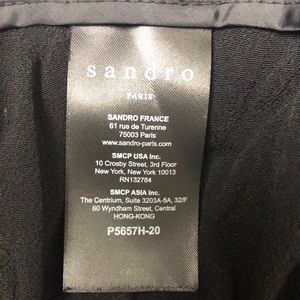 sandro
PARIS
SANDRO FRANCE
61 rue de Turenne
75003 Paris
www.sandro-paris.com
SMCP USA Inc.
10 Crosby Street, 3rd Floor
New York, New York 10013
RN132784
SMCP ASIA Inc.
The Centrium, Suite 3203A-5A, 32/F
60 Wyndham Street, Central
HONG-KONG
P5657H-20